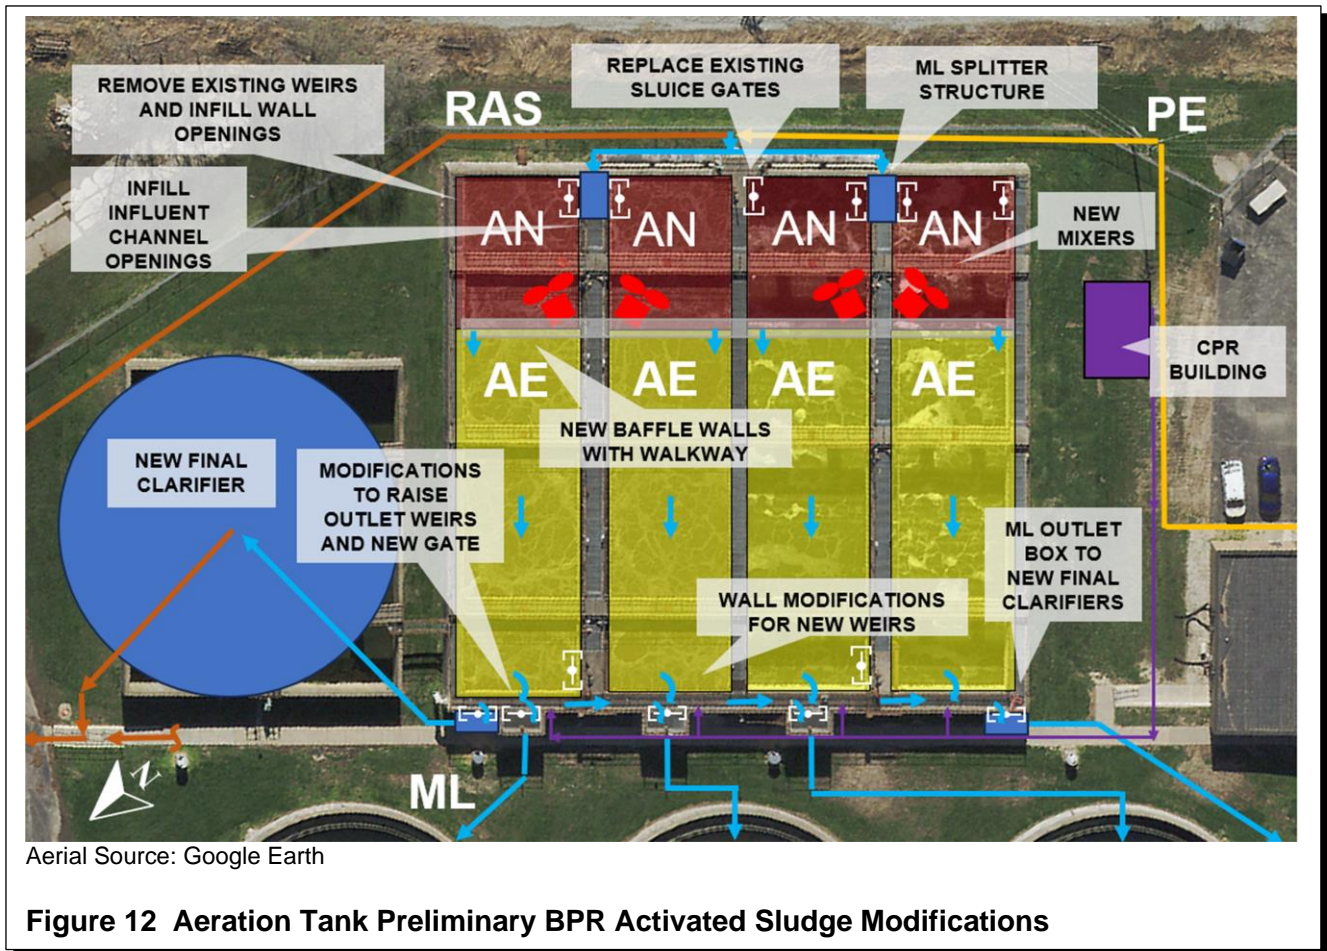 REMOVE EXISTING WEIRS
AND INFILL WALL
OPENINGS
RAS
REPLACE EXISTING
SLUICE GATES
ML SPLITTER
STRUCTURE
PE
INFILL
INFLUENT
CHANNEL
OPENINGS
AN
AN
AN
AN
NEW
MIXERS
CPR
BUILDING
AE
AE
AE
AE
NEW BAFFLE WALLS
WITH WALKWAY
NEW FINAL
CLARIFIER
MODIFICATIONS
TO RAISE
OUTLET WEIRS
AND NEW GATE
WALL MODIFICATIONS
FOR NEW WEIRS
ML OUTLET
BOX TO
NEW FINAL
CLARIFIERS
N
ML
Aerial Source: Google Earth
Figure 12 Aeration Tank Preliminary BPR Activated Sludge Modifications